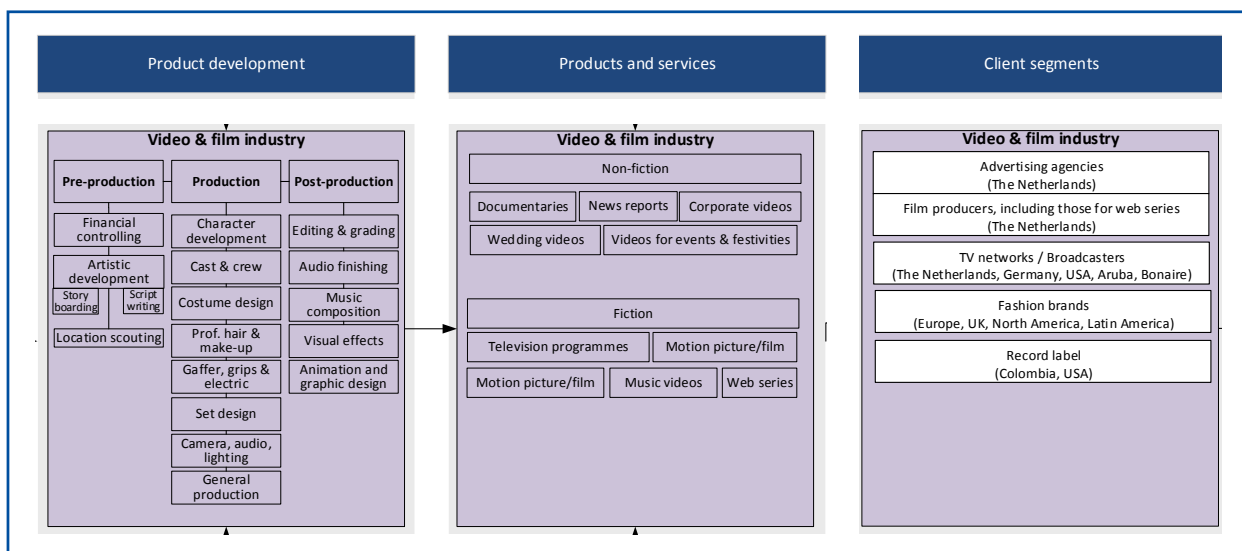 Product development
Products and services
Client segments
Video & film industry
Pre-production
Production
Post-production
Financial
controlling
Artistic
development
Story
boarding
Script
writing
Location scouting
Character
development
Cast & crew
Costume design
Prof. hair &
make-up
Gaffer, grips &
electric
Set design
Camera, audio,
lighting
General
production
Editing & grading
Audio finishing
Music
composition
Visual effects
Animation and
graphic design
Video & film industry
Non-fiction
Documentaries
News reports
Corporate videos
Wedding videos
Videos for events & festivities
Fiction
Television programmes
Motion picture/film
Motion picture/film
Music videos
Web series
Video & film industry
Advertising agencies
(The Netherlands)
Film producers, including those for web series
(The Netherlands)
TV networks / Broadcasters
(The Netherlands, Germany, USA, Aruba, Bonaire)
Fashion brands
(Europe, UK, North America, Latin America)
Record label
(Colombia, USA)